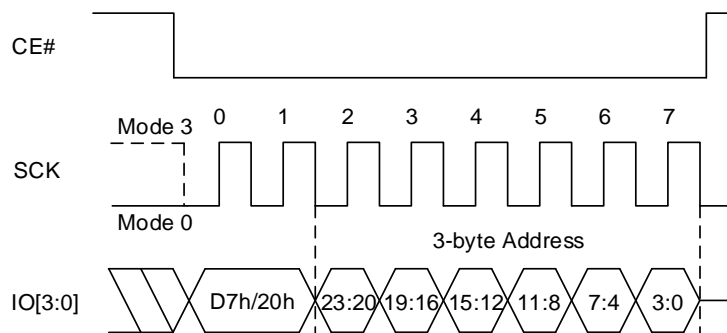 CE#
0 1 2 3 4 5 6 7
Mode 3
SCK
Mode 0
3-byte Address
IO[3:0] D7h/20h 23:20 19:16 15:12 11:8 7:4 3:0